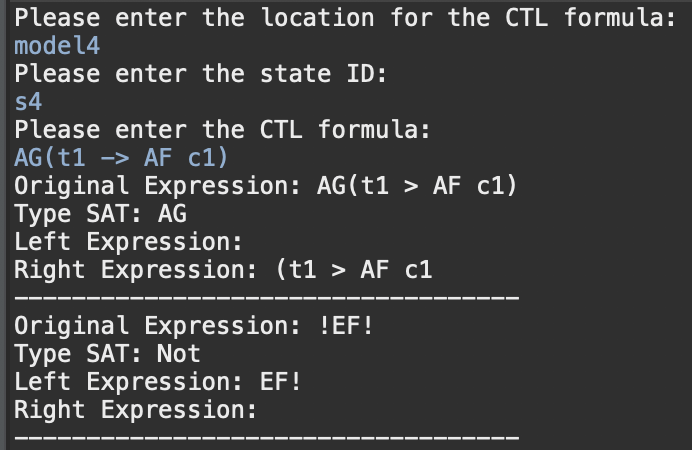 Please enter the location for the CTL formula:
model4
Please enter the state ID:
s4
Please enter the CTL formula:
AG(t1 -> AF c1)
Original Expression: AG(t1 > AF c1)
Type SAT: AG
Left Expression:
Right Expression: (t1 > AF c1
-----------------------------------
Original Expression: !EF!
Type SAT: Not
Left Expression: EF!
Right Expression:
-----------------------------------